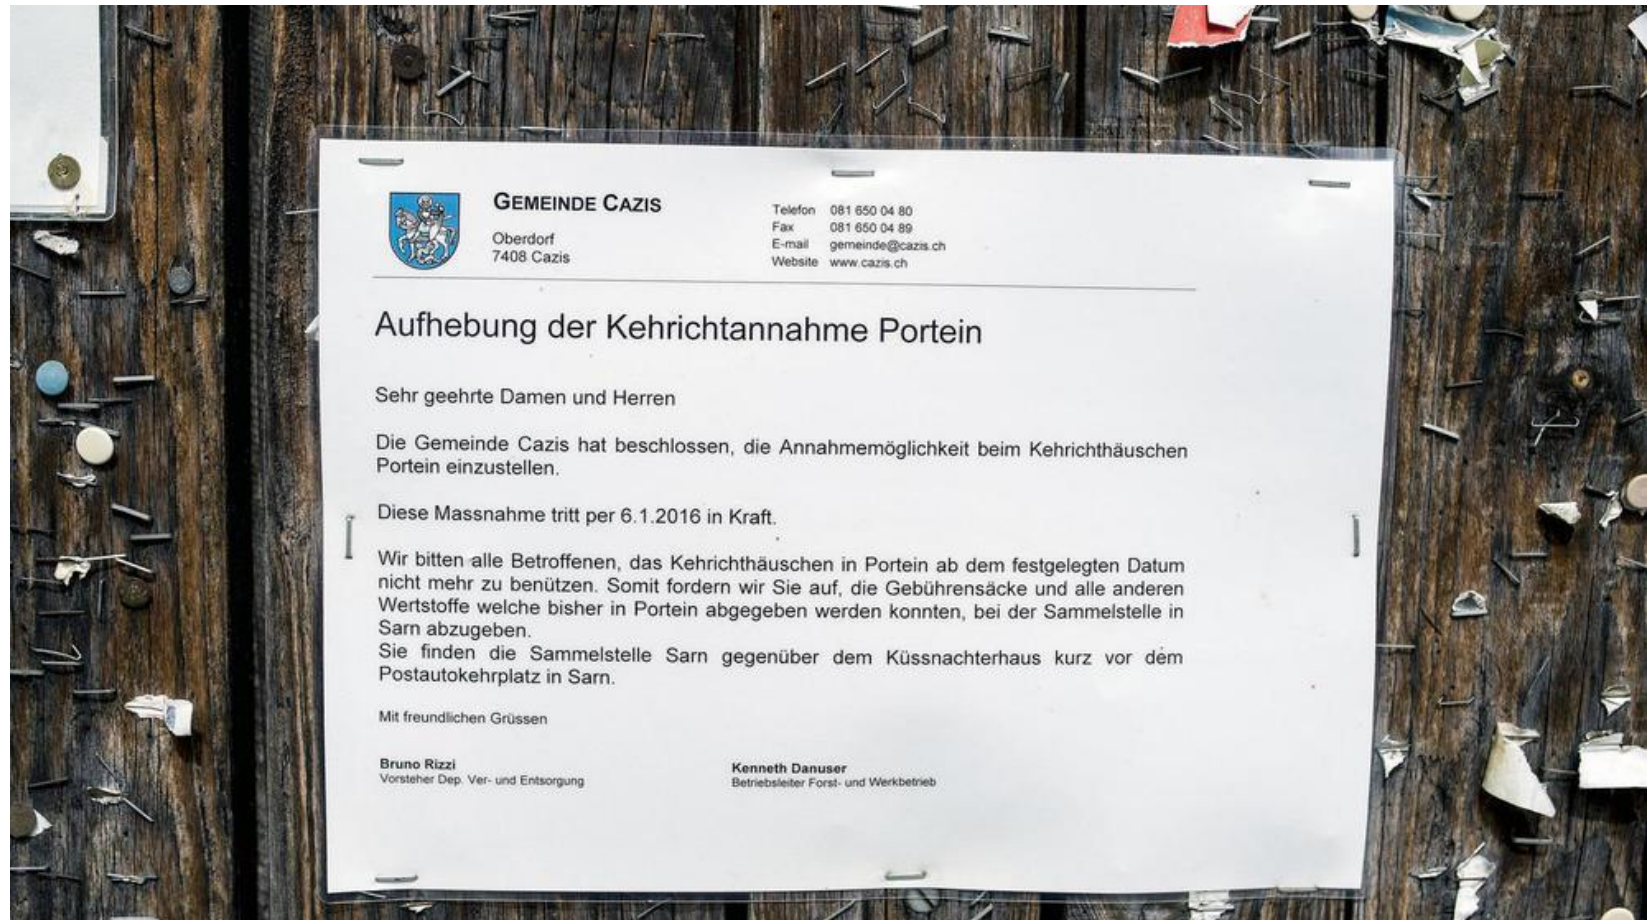 GEMEINDE CAZIS
Oberdorf
7408 Cazis
Telefon 081 650 04 80
Fax 081 650 04 89
E-mail gemeinde@cazis.ch
Website www.cazis.ch
Aufhebung der Kehrichtannahme Portein
Sehr geehrte Damen und Herren
Die Gemeinde Cazis hat beschlossen, die Annahmemöglichkeit beim Kehrichthäuschen
Portein einzustellen.
Diese Massnahme tritt per 6.1.2016 in Kraft.
Wir bitten alle Betroffenen, das Kehrichthäuschen in Portein ab dem festgelegten Datum
nicht mehr zu benützen. Somit fordern wir Sie auf, die Gebührensäcke und alle anderen
Wertstoffe welche bisher in Portein abgegeben werden konnten, bei der Sammelstelle in
Sarn abzugeben.
Sie finden die Sammelstelle Sarn gegenüber dem Küssnachterhaus kurz vor dem
Postautokehrplatz in Sarn.
Mit freundlichen Grüssen
Bruno Rizzi
Vorsteher Dep. Ver- und Entsorgung
Kenneth Danuser
Betriebsleiter Forst- und Werkbetrieb